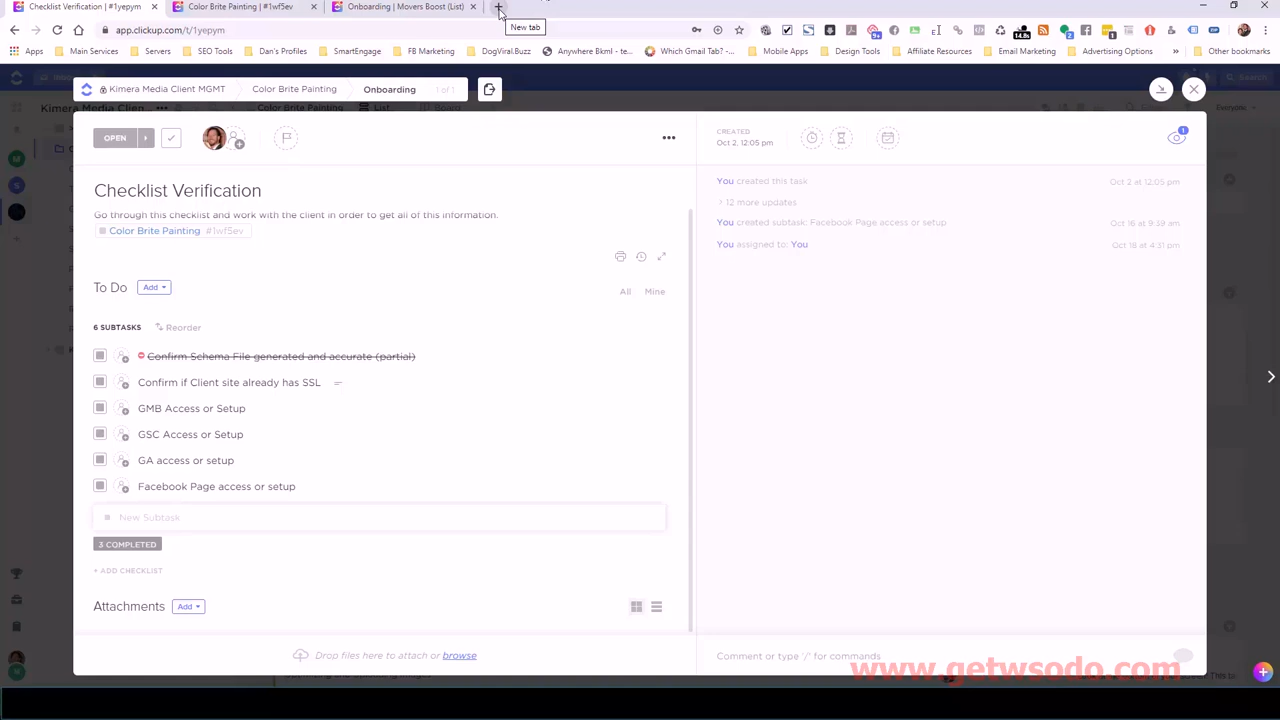 Checklist Verification | #1yepym
Color Brite Painting | #1wf5ev
Onboarding | Movers Boost (List)
New tab
app.clickup.com/t/1yepym
Apps
Main Services
Servers
SEO Tools
Dan's Profiles
SmartEngage
FB Marketing
DogViral.Buzz
Anywhere Bkml - te...
Which Gmail Tab? -...
Mobile Apps
Design Tools
Affiliate Resources
Email Marketing
Advertising Options
Other bookmarks
Kimera Media Client MGMT
Color Brite Painting
Onboarding
1 of 1
Search
Kimera Media Clien...
Color Brite Painting
List
Board
Everyone
OPEN
CREATED
Oct 2, 12:05 pm
1
Checklist Verification
Go through this checklist and work with the client in order to get all of this information.
Color Brite Painting #1wf5ev
You created this task
Oct 2 at 12:05 pm
12 more updates
You created subtask: Facebook Page access or setup
Oct 16 at 9:39 am
You assigned to: You
Oct 18 at 4:31 pm
To Do
Add
All
Mine
6 SUBTASKS
Reorder
Confirm Schema File generated and accurate (partial)
Confirm if Client site already has SSL
GMB Access or Setup
GSC Access or Setup
GA access or setup
Facebook Page access or setup
New Subtask
3 COMPLETED
+ ADD CHECKLIST
Attachments
Add
Drop files here to attach or browse
Comment or type '/' for commands
www.getwsodo.com